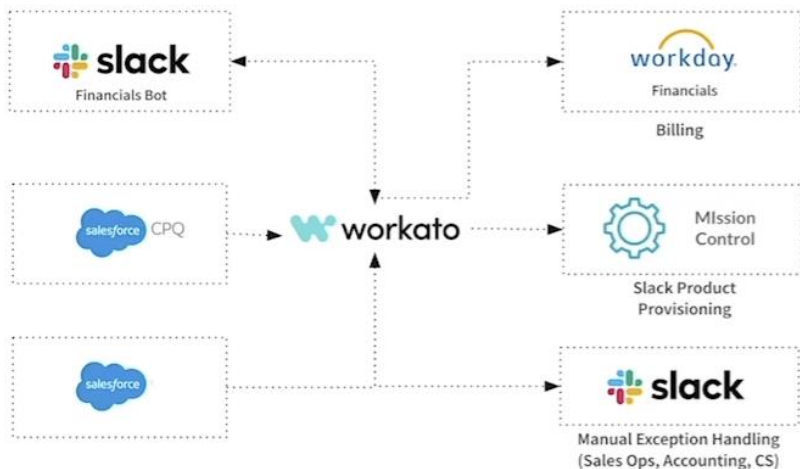 slack
Financials Bot
workday.
Financials
Billing
salesforce CPQ
workato
MIssion
Control
Slack Product
Provisioning
salesforce
slack
Manual Exception Handling
(Sales Ops, Accounting, CS)